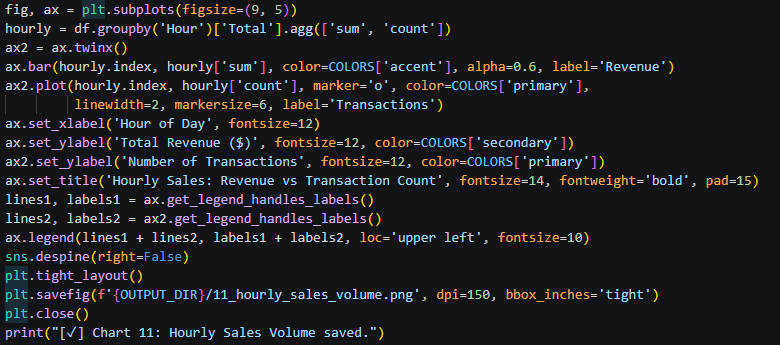 fig, ax = plt.subplots(figsize=(9, 5))
hourly = df.groupby('Hour')['Total'].agg(['sum', 'count'])
ax2 = ax.twinx()
ax.bar(hourly.index, hourly['sum'], color=COLORS['accent'], alpha=0.6, label='Revenue')
ax2.plot(hourly.index, hourly['count'], marker='o', color=COLORS['primary'],
         linewidth=2, markersize=6, label='Transactions')
ax.set_xlabel('Hour of Day', fontsize=12)
ax.set_ylabel('Total Revenue ($)', fontsize=12, color=COLORS['secondary'])
ax2.set_ylabel('Number of Transactions', fontsize=12, color=COLORS['primary'])
ax.set_title('Hourly Sales: Revenue vs Transaction Count', fontsize=14, fontweight='bold', pad=15)
lines1, labels1 = ax.get_legend_handles_labels()
lines2, labels2 = ax2.get_legend_handles_labels()
ax.legend(lines1 + lines2, labels1 + labels2, loc='upper left', fontsize=10)
sns.despine(right=False)
plt.tight_layout()
plt.savefig(f'{OUTPUT_DIR}/11_hourly_sales_volume.png', dpi=150, bbox_inches='tight')
plt.close()
print("[✓] Chart 11: Hourly Sales Volume saved.")